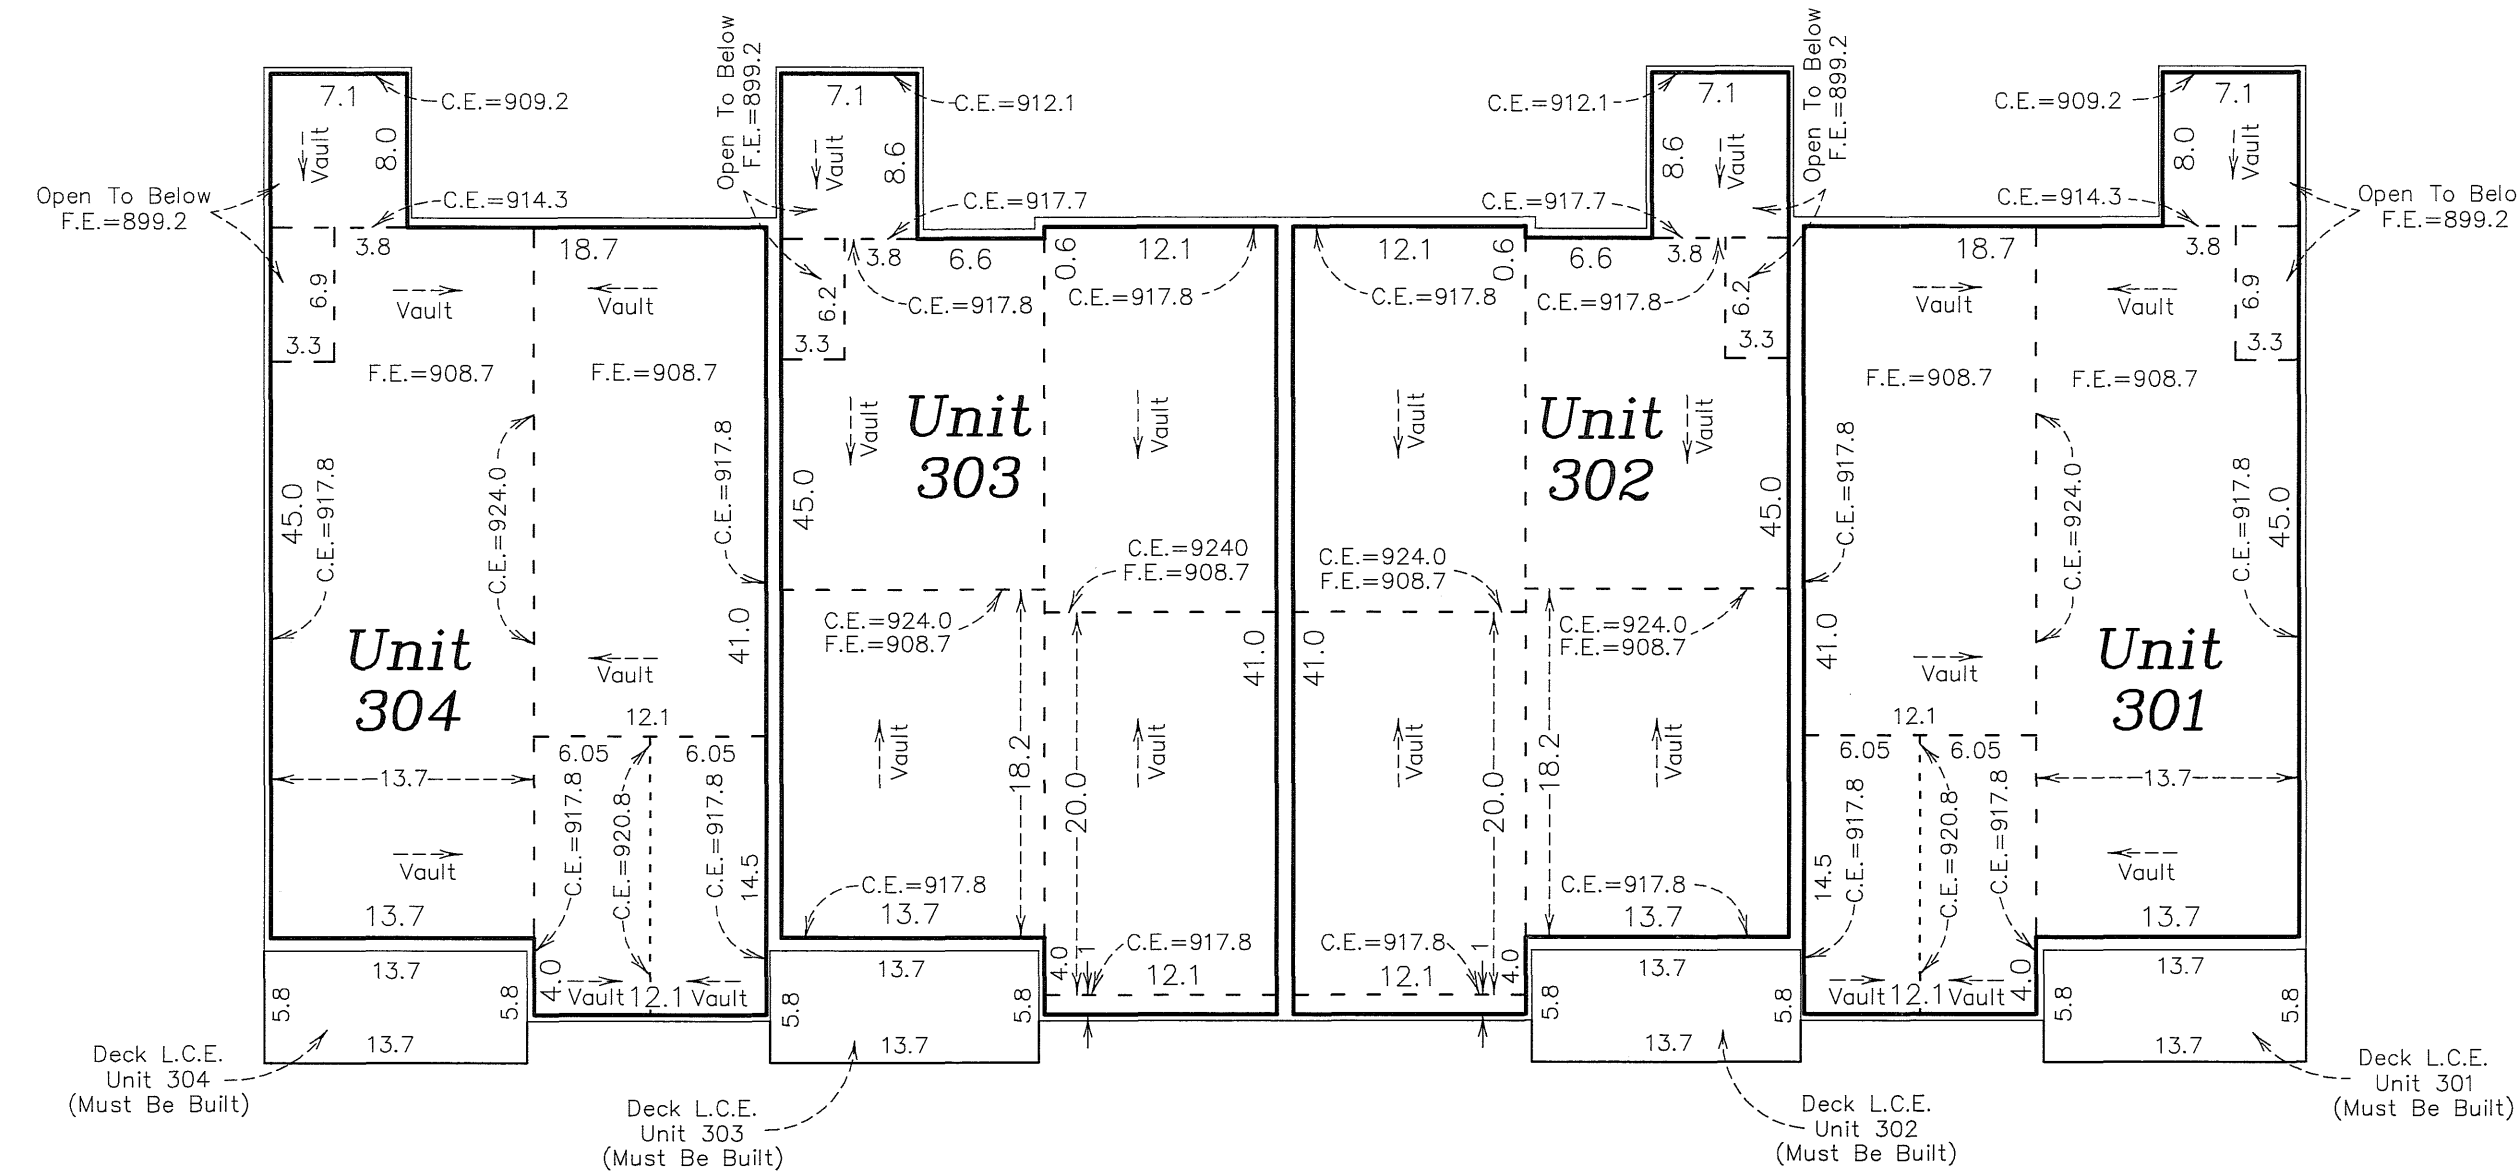 Open To Below
F.E.=899.2
7.1
C.E.=909.2
Vault
8.0
C.E.=914.3
3.8
18.7
6.9
3.3
Vault
Vault
F.E.=908.7
F.E.=908.7
45.0
C.E.=917.8
C.E.=924.0
C.E.=917.8
41.0
Unit
304
Vault
12.1
6.05
6.05
13.7
C.E.=917.8
C.E.=920.8
C.E.=917.8
14.5
Vault
13.7
4.0
Vault
12.1
Vault
13.7
5.8
5.8
13.7
Deck L.C.E.
Unit 304
(Must Be Built)
Open To Below
F.E.=899.2
7.1
C.E.=912.1
Vault
8.6
C.E.=917.7
3.8
6.6
0.6
12.1
6.2
3.3
C.E.=917.8
C.E.=917.8
Vault
Vault
Unit
303
45.0
C.E.=9240
F.E.=908.7
C.E.=924.0
F.E.=908.7
41.0
Vault
Vault
18.2
20.0
C.E.=917.8
13.7
4.0
1
C.E.=917.8
12.1
13.7
5.8
5.8
13.7
Deck L.C.E.
Unit 303
(Must Be Built)
Open To Below
F.E.=899.2
C.E.=912.1
7.1
8.6
Vault
C.E.=917.7
12.1
0.6
6.6
3.8
6.2
3.3
C.E.=917.8
C.E.=917.8
Vault
Vault
Unit
302
45.0
C.E.=924.0
F.E.=908.7
C.E.=924.0
F.E.=908.7
41.0
Vault
Vault
20.0
18.2
C.E.=917.8
13.7
C.E.=917.8
1
4.0
12.1
13.7
5.8
5.8
13.7
Deck L.C.E.
Unit 302
(Must Be Built)
C.E.=909.2
7.1
8.0
Vault
C.E.=914.3
Open To Belo
F.E.=899.2
18.7
3.8
6.9
3.3
Vault
Vault
F.E.=908.7
F.E.=908.7
C.E.=917.8
C.E.=924.0
C.E.=917.8
45.0
41.0
Unit
301
Vault
12.1
6.05
6.05
13.7
14.5
C.E.=917.8
C.E.=920.8
C.E.=917.8
Vault
13.7
Vault
12.1
Vault
4.0
13.7
5.8
5.8
13.7
Deck L.C.E.
Unit 301
(Must Be Built)